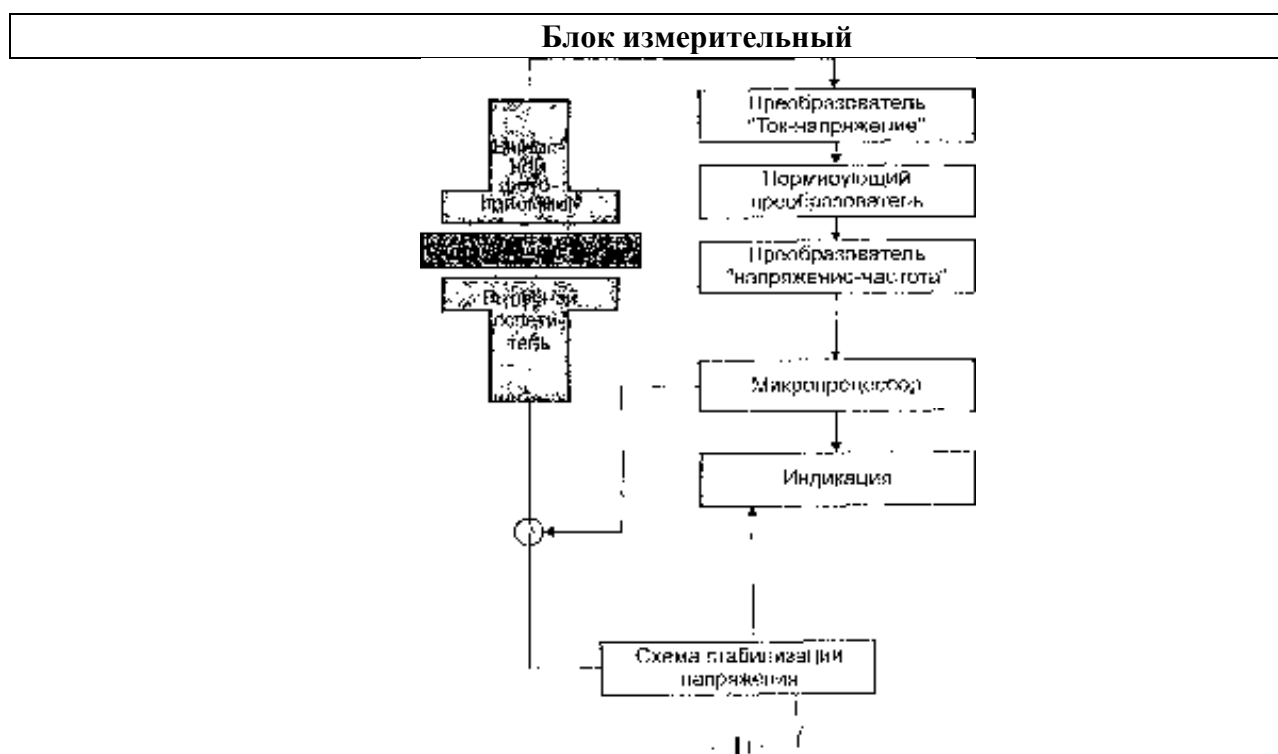 Блок измерительный
Преобразователь
"Ток-напряжение"
Нормирующий
преобразователь
Преобразователь
"напряжение-частота"
Микропроцессор
Индикация
Схема стабилизации
напряжения